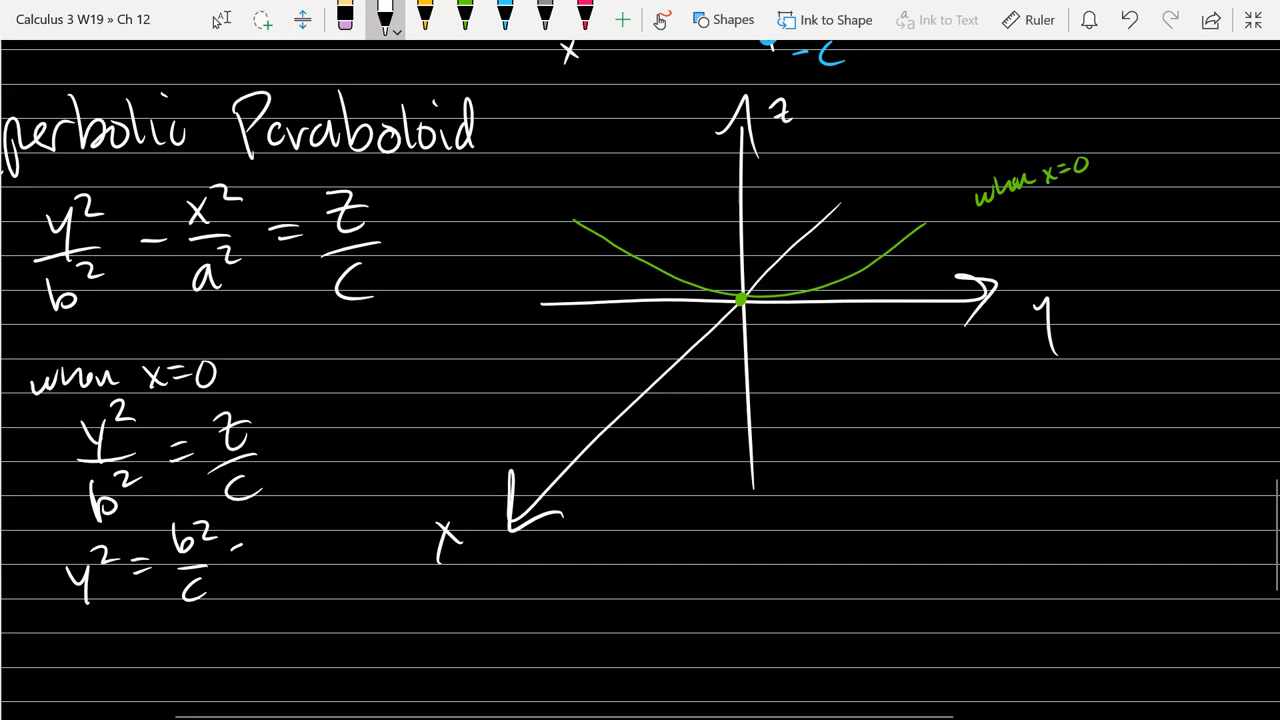 Calculus 3 W19 » Ch 12
Shapes
Ink to Shape
Ink to Text
Ruler
x
- C
perbolic Paraboloid
z
when x=0
y²/b² - x²/a² = z/c
y
when x=0
y²/b² = z/c
y² = b²/c
x